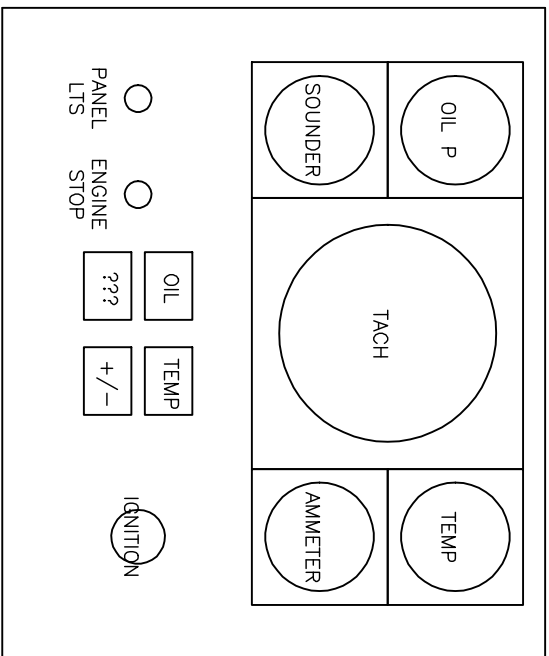 OIL P
TEMP
SOUNDER
TACH
AMMETER
OIL
TEMP
???
+/-
PANEL
LTS
ENGINE
STOP
IGNITION